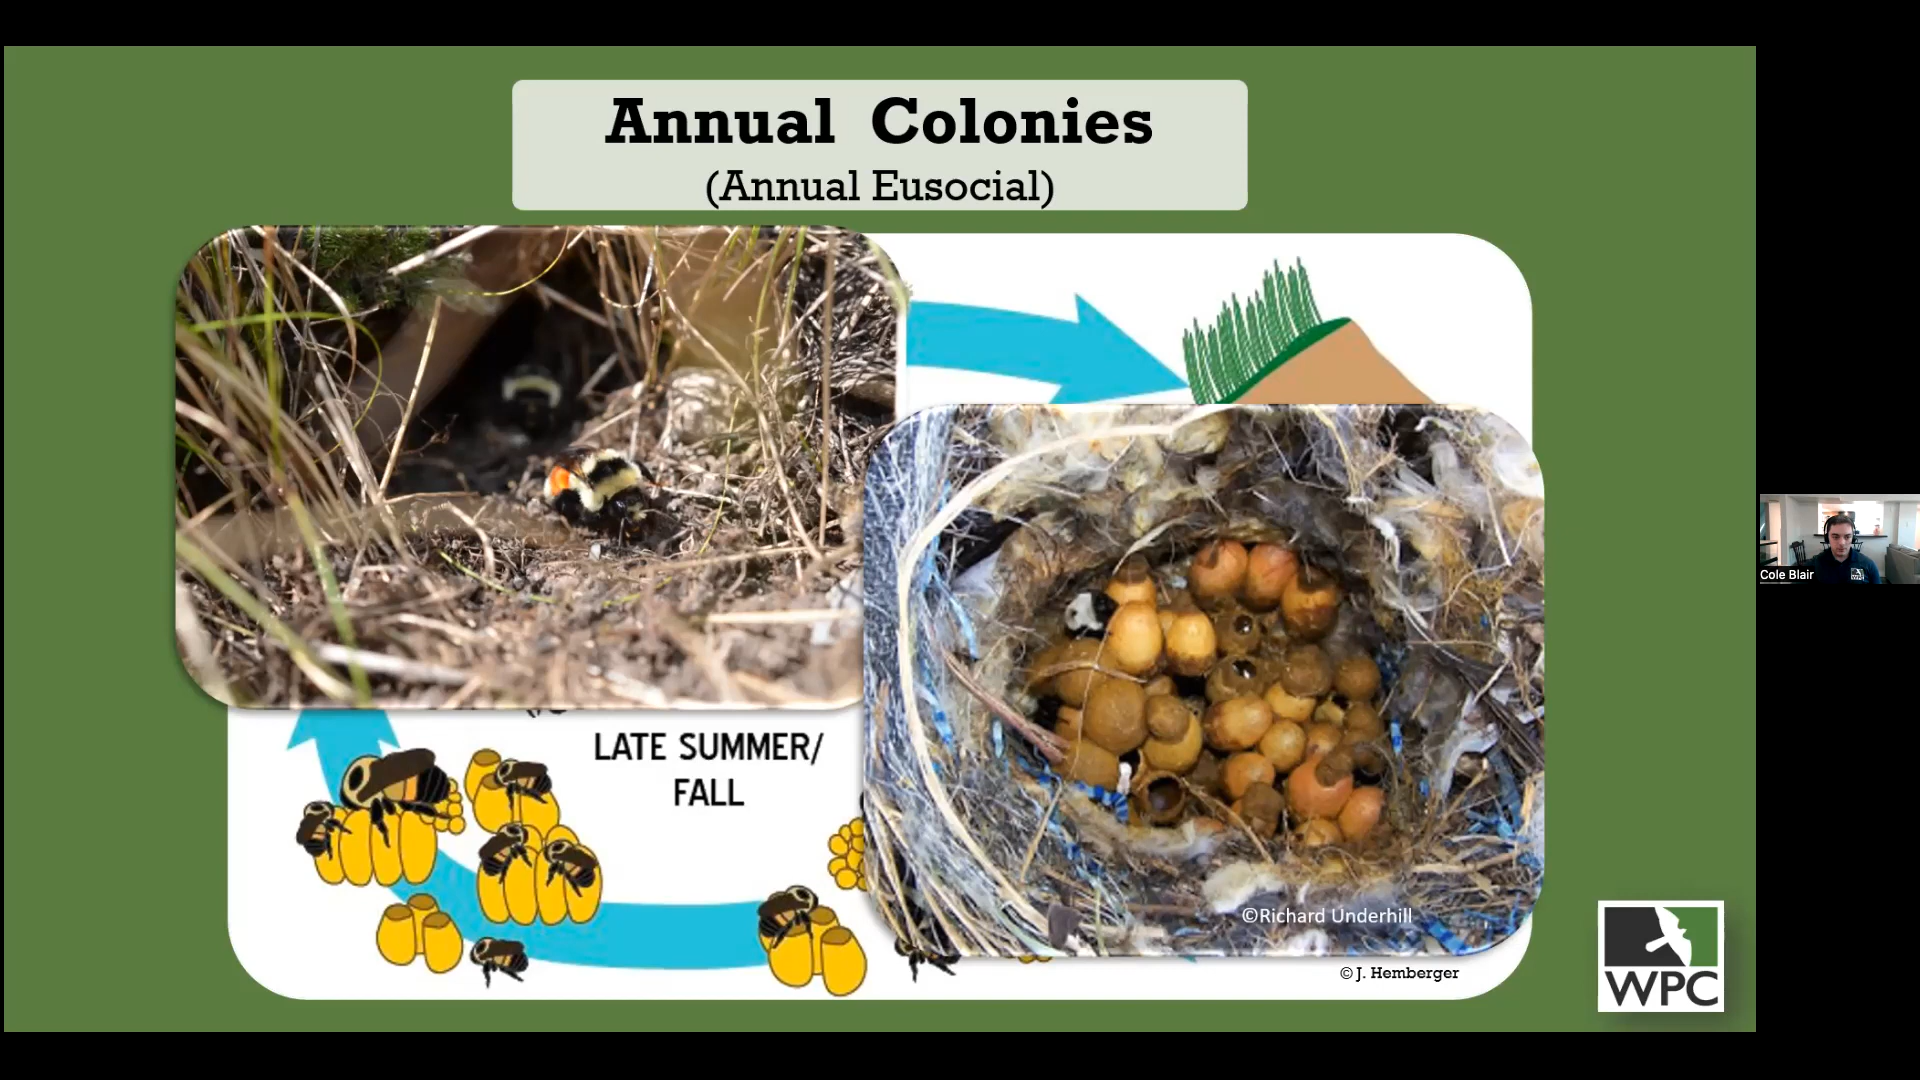 Annual Colonies
(Annual Eusocial)
LATE SUMMER/
FALL
©Richard Underhill
© J. Hemberger
WPC
Cole Blair